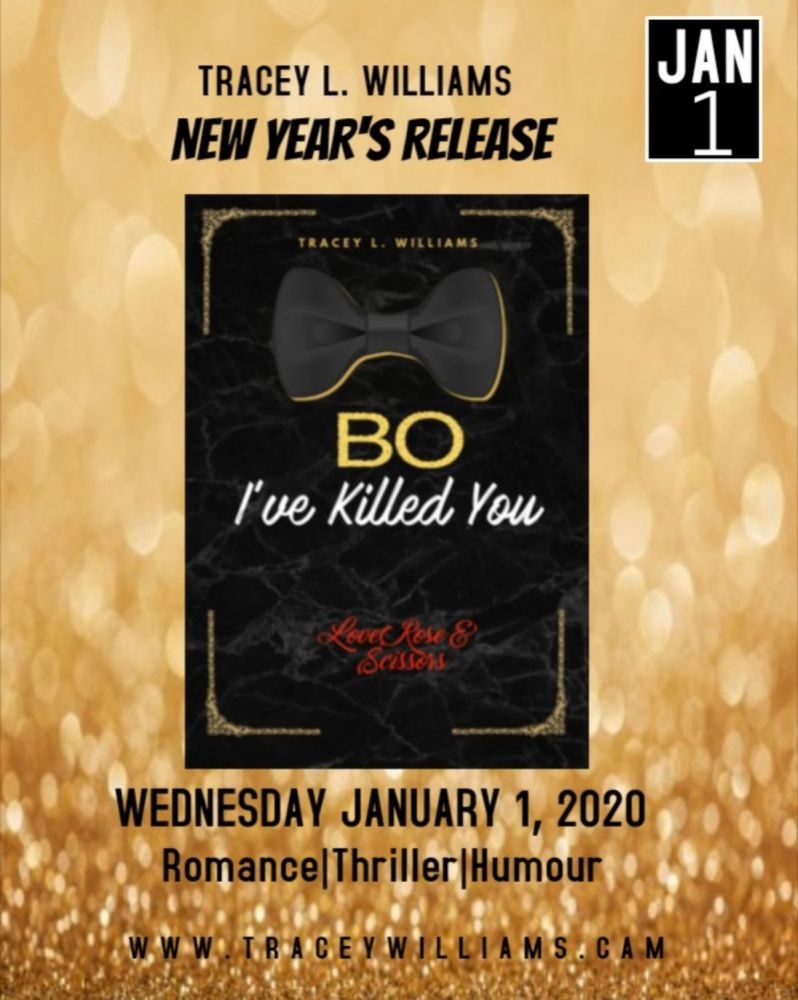 TRACEY L. WILLIAMS
NEW YEAR'S RELEASE
JAN
1
TRACEY L. WILLIAMS
BO
I've Killed You
Love, Rose &
Scissors
WEDNESDAY JANUARY 1, 2020
Romance|Thriller|Humour
WWW.TRACEYWILLIAMS.CAM